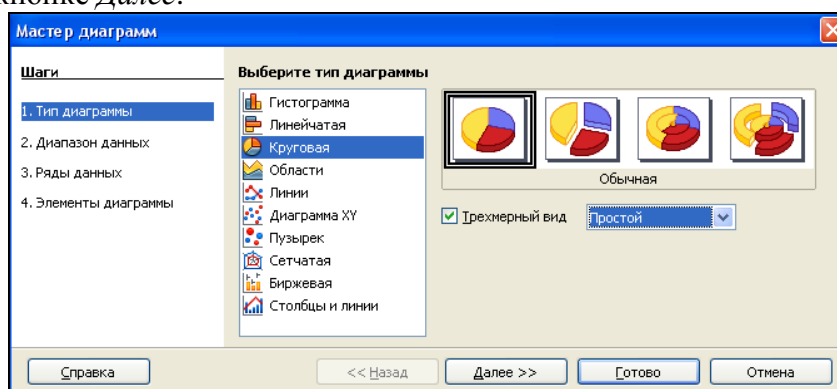 кнопке Далее.
Мастер диаграмм
Шаги
1. Тип диаграммы
2. Диапазон данных
3. Ряды данных
4. Элементы диаграммы
Выберите тип диаграммы
Гистограмма
Линейчатая
Круговая
Области
Линии
Диаграмма XY
Пузырек
Сетчатая
Биржевая
Столбцы и линии
Обычная
Трехмерный вид
Простой
Справка
<< Назад
Далее >>
Готово
Отмена